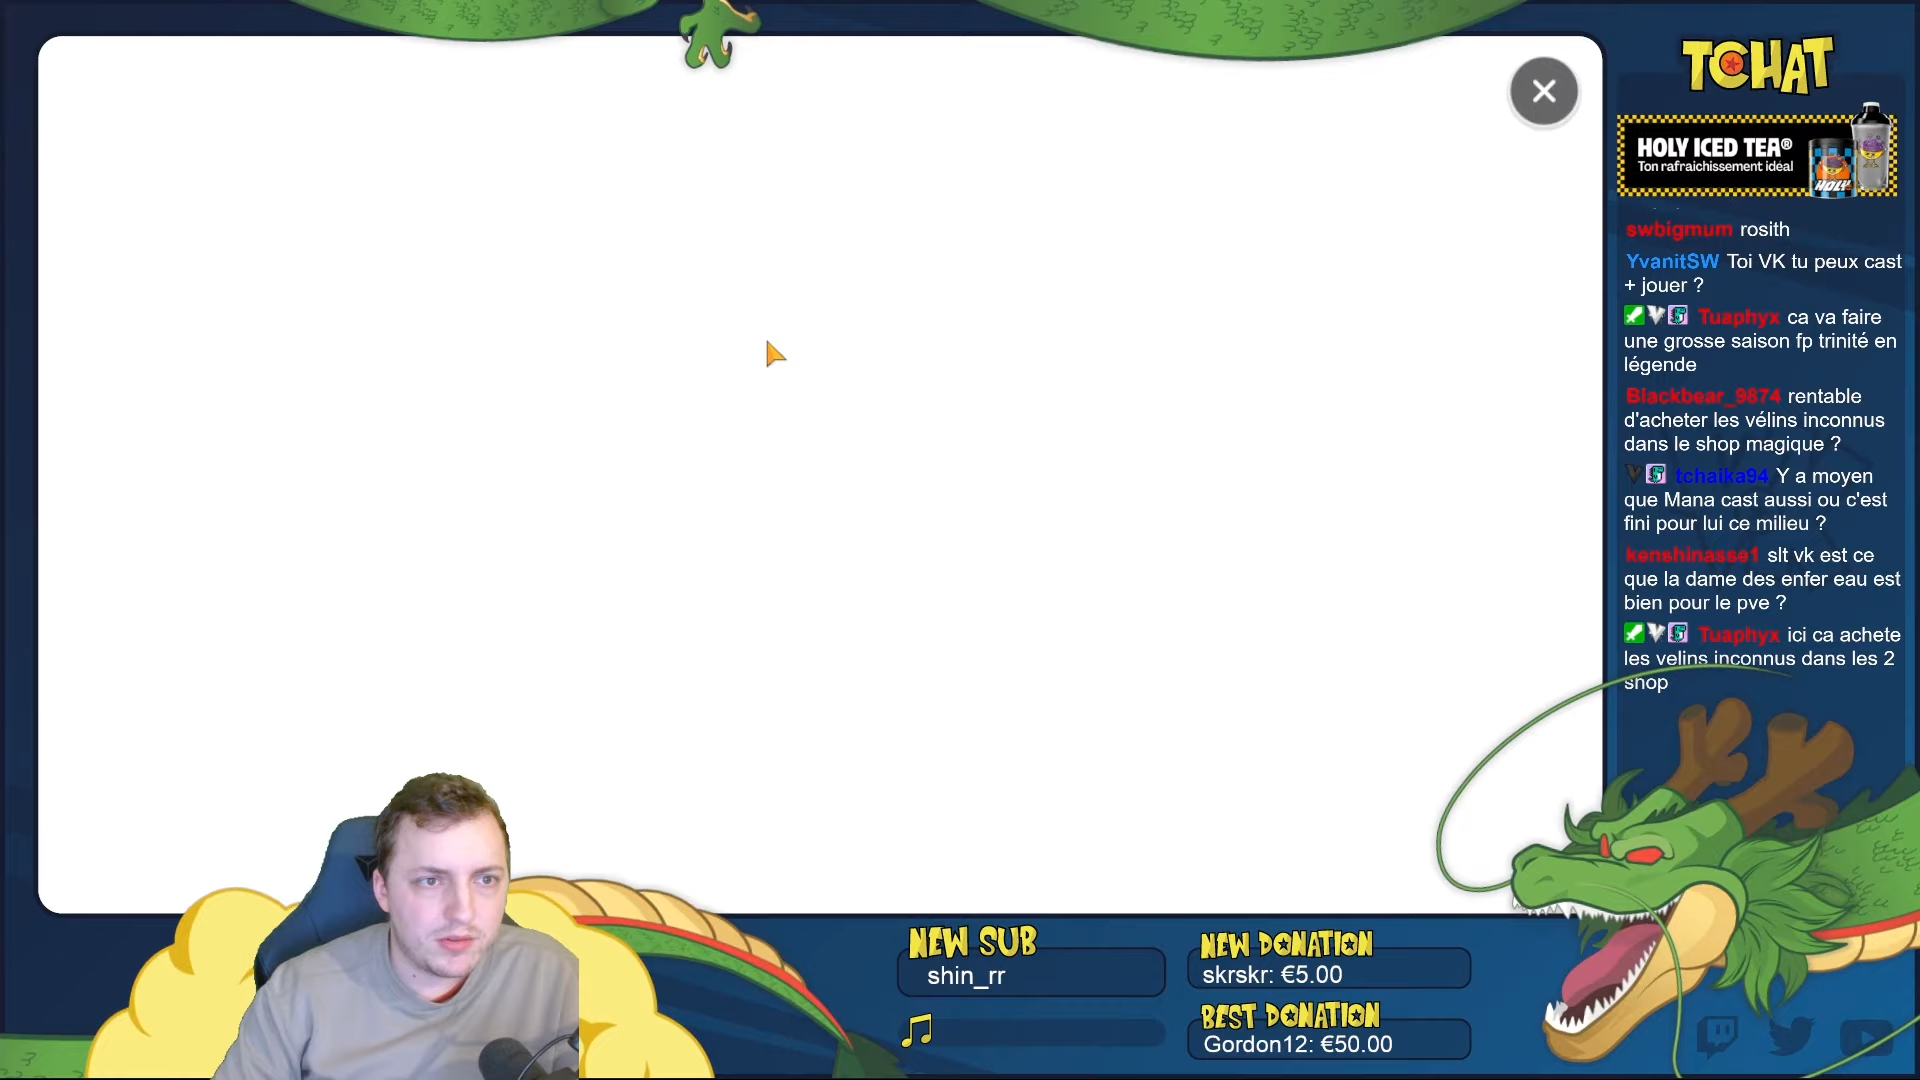 TCHAT
HOLY ICED TEA®
Ton rafraichissement idéal
HOLY
swbigmum rosith
YvanitSW Toi VK tu peux cast
+ jouer ?
Tuaphyx ca va faire
une grosse saison fp trinité en
légende
Blackbear_9874 rentable
d'acheter les vélins inconnus
dans le shop magique ?
tchaika94 Y a moyen
que Mana cast aussi ou c'est
fini pour lui ce milieu ?
kenshinasse1 slt vk est ce
que la dame des enfer eau est
bien pour le pve ?
Tuaphyx ici ca achete
les velins inconnus dans les 2
shop
NEW SUB
shin_rr
NEW DONATION
skrskr: €5.00
BEST DONATION
Gordon12: €50.00